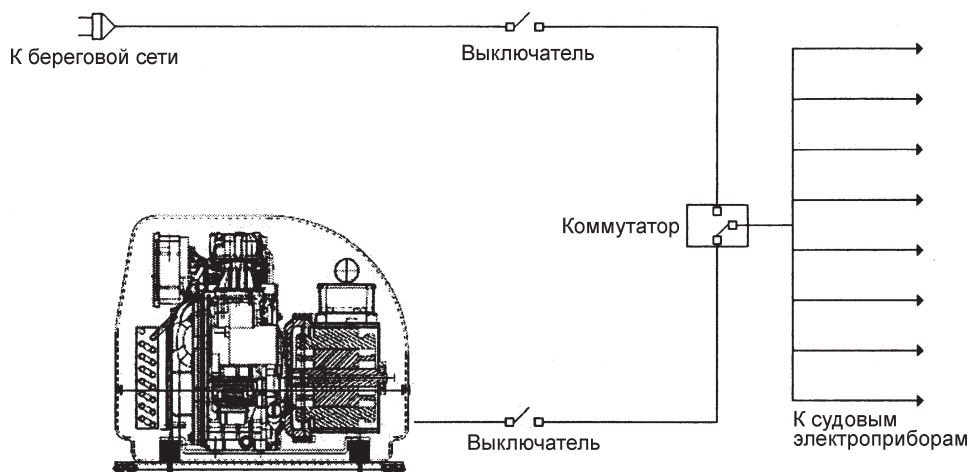 К береговой сети
Выключатель
Коммутатор
Выключатель
К судовым
электроприборам